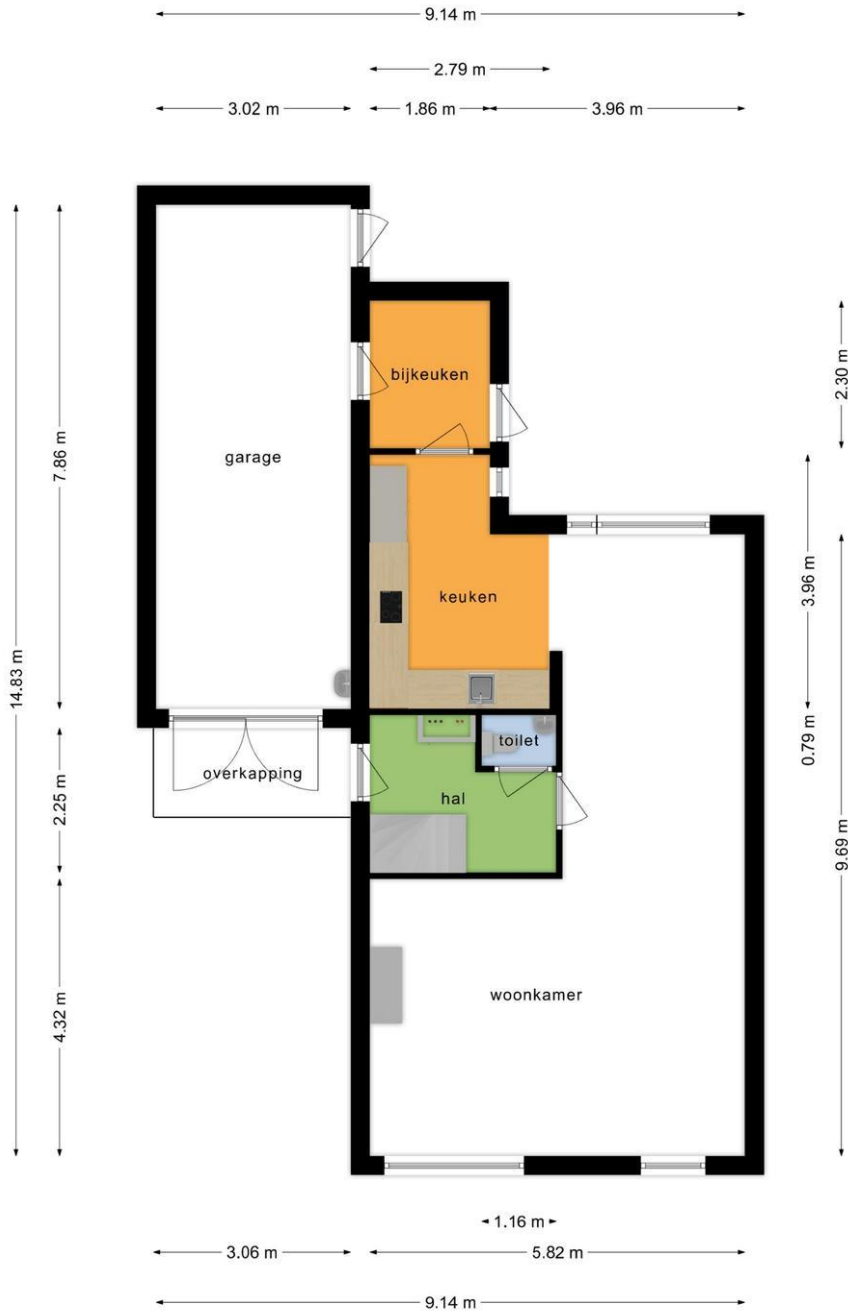 9.14 m
2.79 m
3.02 m
1.86 m
3.96 m
14.83 m
7.86 m
2.25 m
4.32 m
garage
bijkeuken
keuken
toilet
overkapping
hal
woonkamer
2.30 m
3.96 m
0.79 m
9.69 m
1.16 m
3.06 m
5.82 m
9.14 m